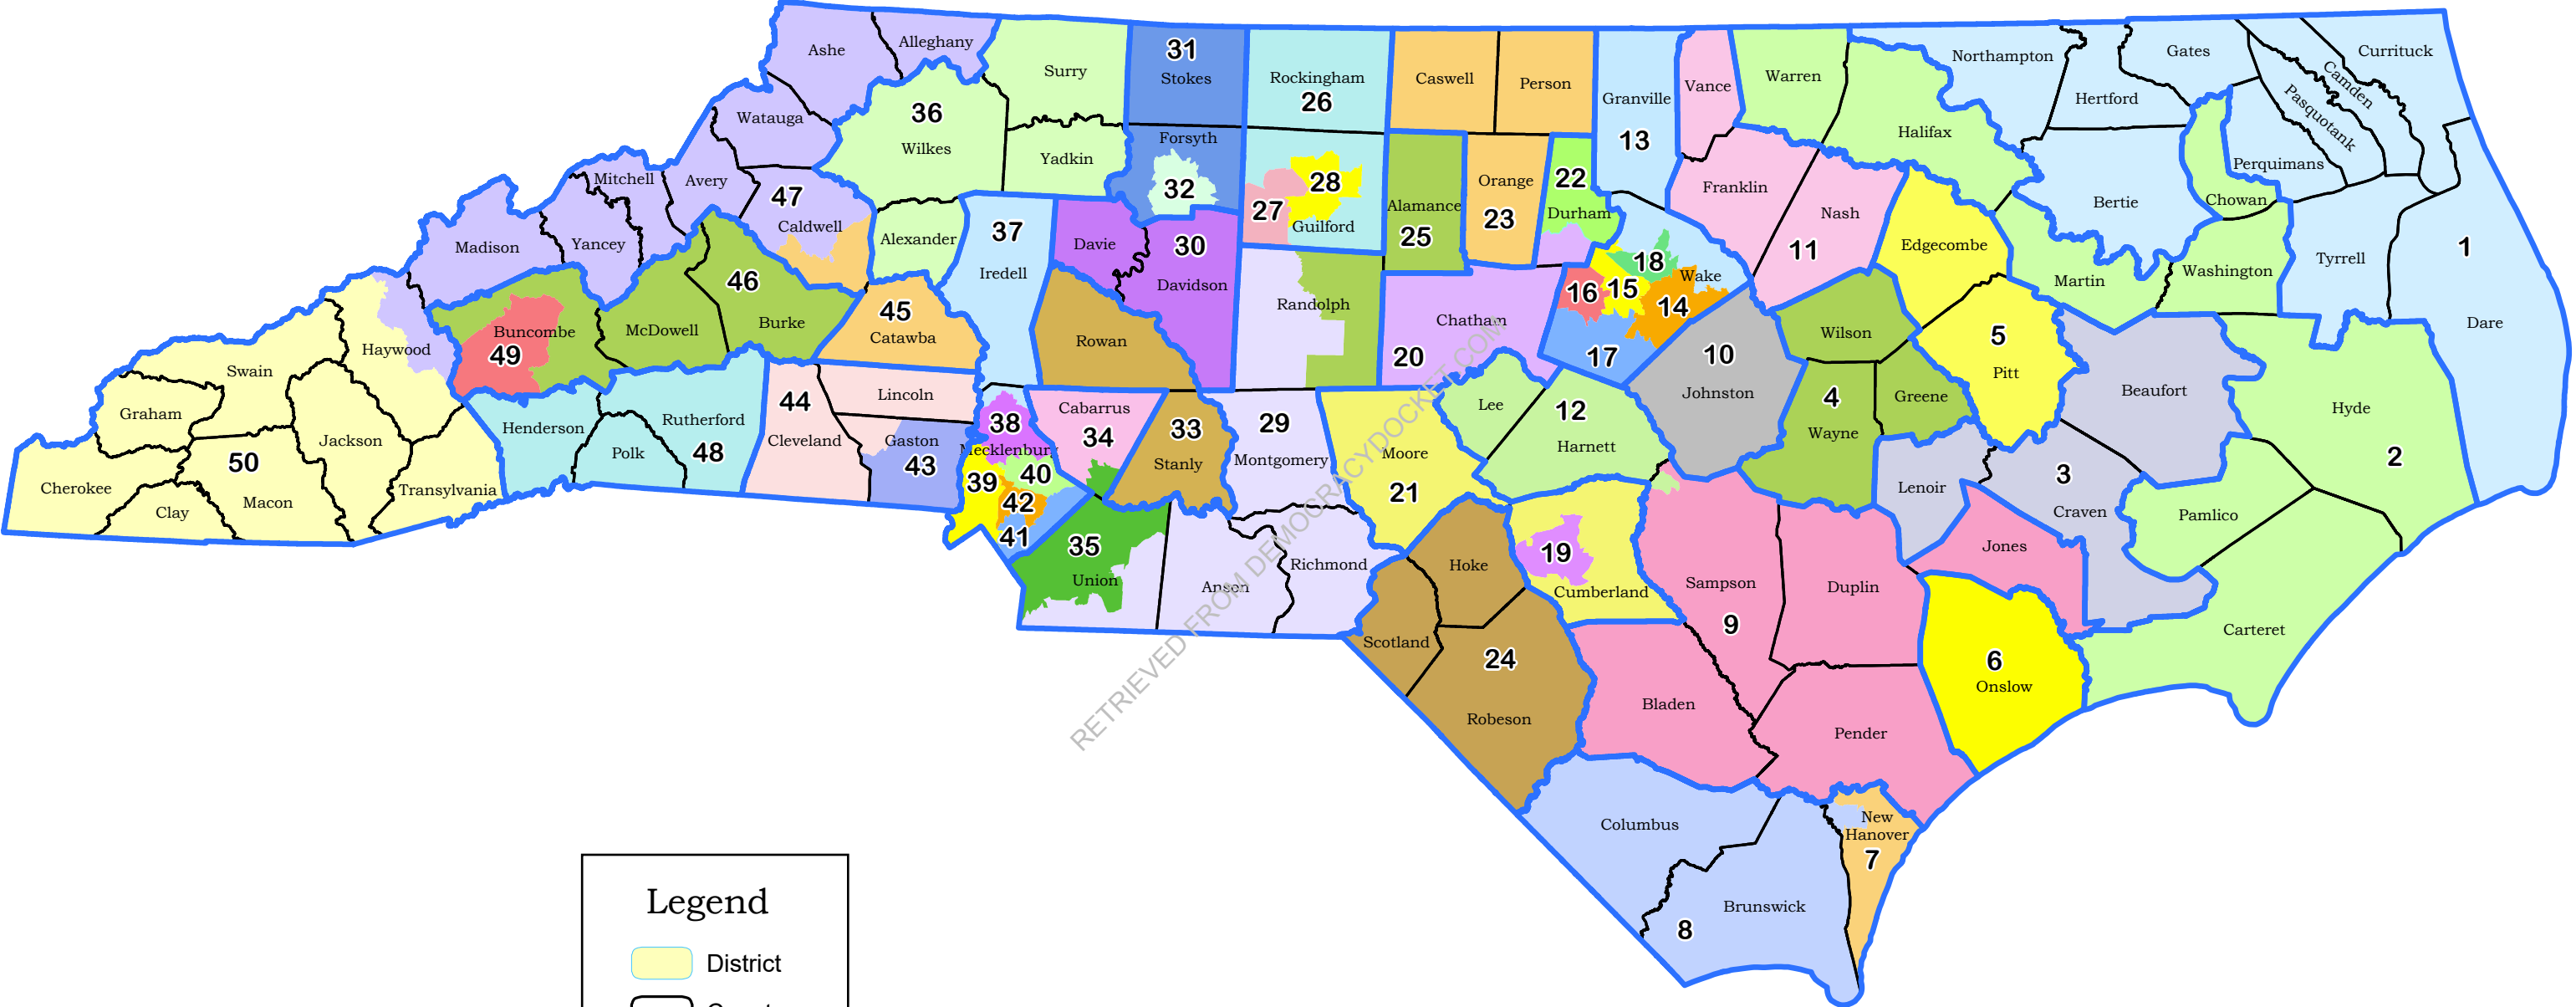 Ashe
Alleghany
Surry
31
Stokes
Rockingham
26
Caswell
Person
Granville
13
Vance
Warren
Northampton
Gates
Currituck
Camden
Pasquotank
Hertford
Halifax
Perquimans
Chowan
Bertie
Watauga
36
Wilkes
Yadkin
Forsyth
32
28
27
Guilford
Alamance
25
Orange
23
22
Durham
Franklin
Nash
11
Edgecombe
Martin
Washington
Tyrrell
1
Dare
Mitchell
Avery
47
Caldwell
Alexander
37
Iredell
Davie
30
Davidson
Randolph
Chatham
20
18
Wake
16
15
14
17
10
Johnston
Wilson
5
Pitt
Beaufort
Hyde
2
Madison
Yancey
46
Burke
McDowell
Buncombe
49
Haywood
Swain
Graham
45
Catawba
Rowan
4
Wayne
Greene
Jackson
50
Macon
Cherokee
Clay
Transylvania
Henderson
Polk
Rutherford
48
44
Cleveland
Lincoln
Gaston
43
38
Mecklenburg
40
39
42
41
Cabarrus
34
33
Stanly
29
Montgomery
Moore
21
Lee
12
Harnett
Lenoir
3
Craven
Pamlico
Jones
Carteret
35
Union
Anson
Richmond
Scotland
Hoke
19
Cumberland
Sampson
9
Duplin
6
Onslow
24
Robeson
Bladen
Pender
Columbus
8
Brunswick
New
Hanover
7
RETRIEVED FROM DEMOCRACYDOCKET.COM
Legend
District